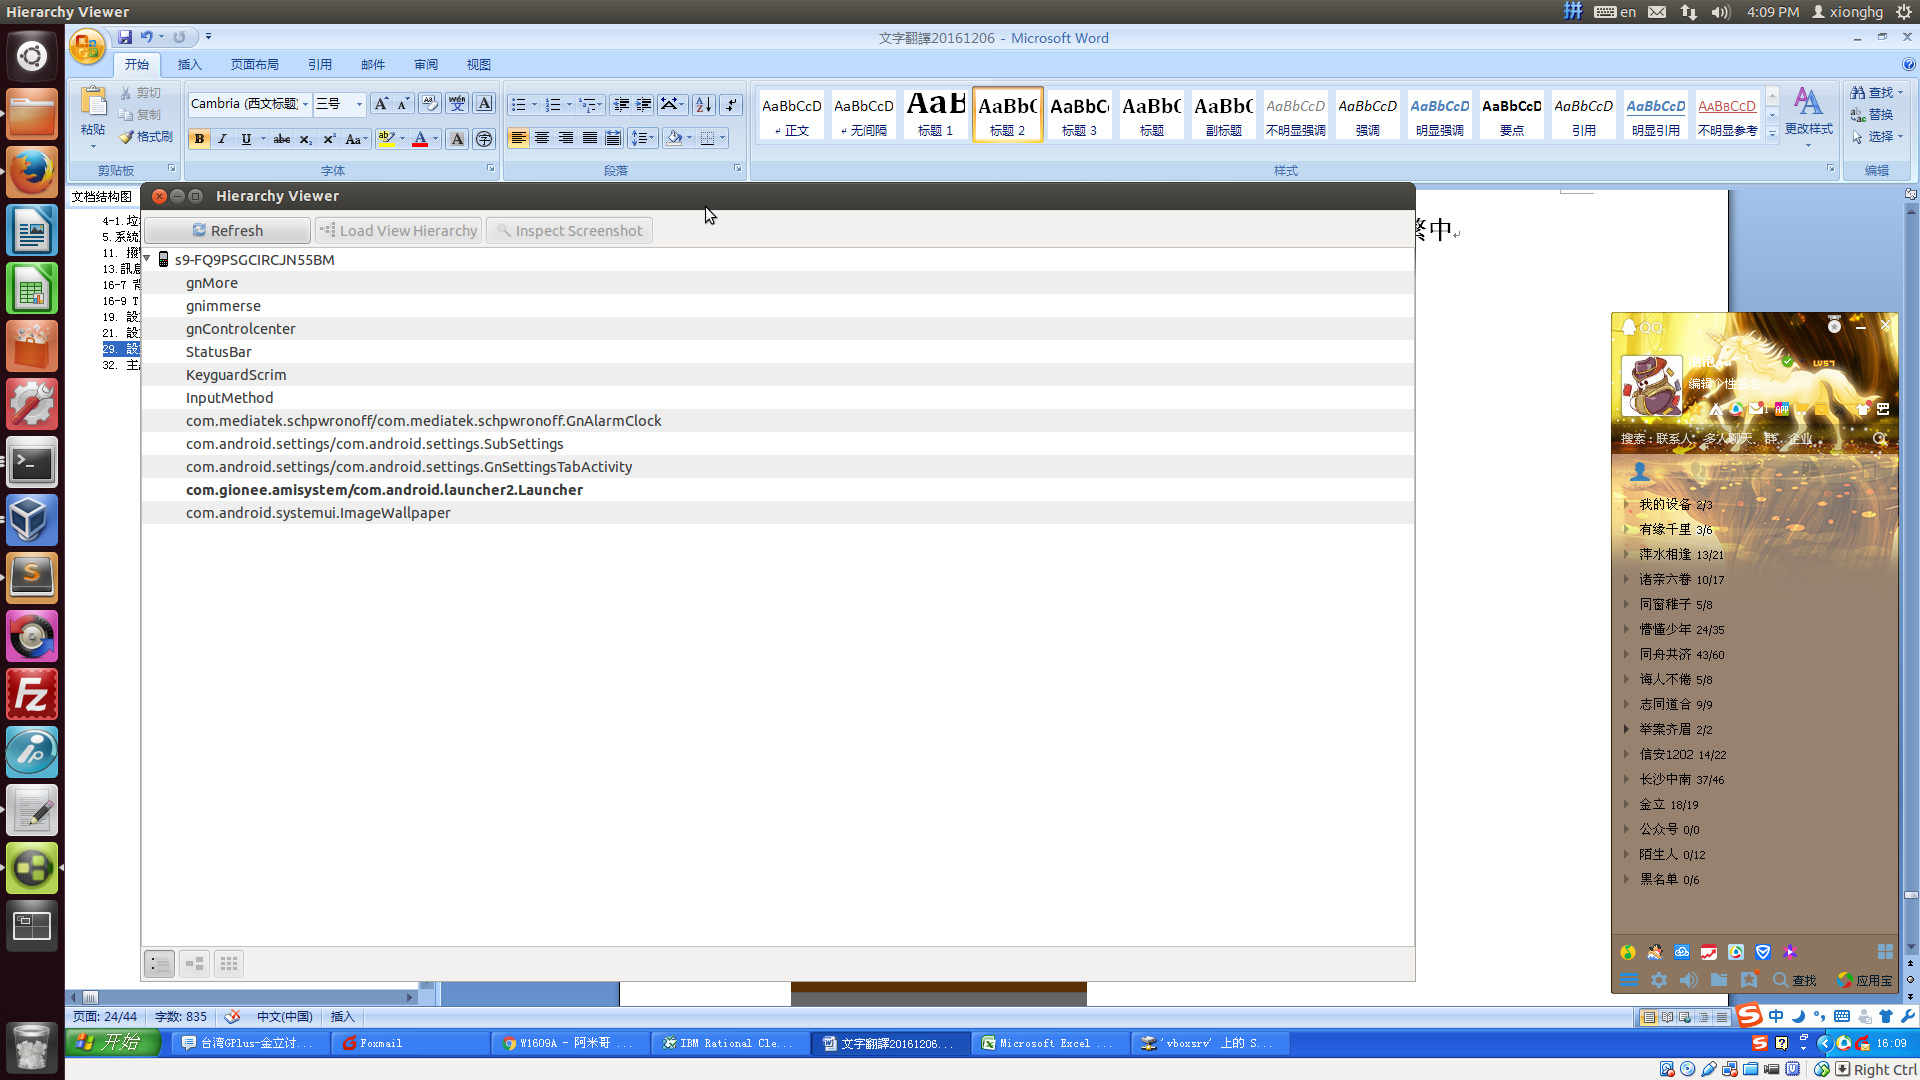 Hierarchy Viewer
en
4:09 PM
xionghg
文字翻譯20161206 - Microsoft Word
开始 插入 页面布局 引用 邮件 审阅 视图
粘贴
剪切
复制
格式刷
Cambria (西文标题)
三号
剪贴板
字体
段落
AaBbCcD AaBbCcD AaB AaBbC AaBbC AaBbC AaBbC AaBbCcD AaBbCcD AaBbCcD AaBbCcD AaBbCcD AaBbCcD AaBbCcD
正文 无间隔 标题 1 标题 2 标题 3 标题 副标题 不明显强调 强调 明显强调 要点 引用 明显引用 不明显参考
更改样式
样式
查找
替换
选择
编辑
文档结构图
4-1.垃
5.系統
11. 撥
13.訊息
16-7 背
16-9 T
19. 設
21. 設
29. 設
32. 主
繁中
Hierarchy Viewer
Refresh
Load View Hierarchy
Inspect Screenshot
s9-FQ9PSGCIRCJN55BM
gnMore
gnimmerse
gnControlcenter
StatusBar
KeyguardScrim
InputMethod
com.mediatek.schpwronoff/com.mediatek.schpwronoff.GnAlarmClock
com.android.settings/com.android.settings.SubSettings
com.android.settings/com.android.settings.GnSettingsTabActivity
com.gionee.amisystem/com.android.launcher2.Launcher
com.android.systemui.ImageWallpaper
QQ
LV57
编辑个性签名
搜索：联系人、多人聊天、群、企业
我的设备 2/3
有缘千里 3/6
萍水相逢 13/21
诸亲六眷 10/17
同窗稚子 5/8
懵懂少年 24/35
同舟共济 43/60
诲人不倦 5/8
志同道合 9/9
举案齐眉 2/2
信安1202 14/22
长沙中南 37/46
金立 18/19
公众号 0/0
陌生人 0/12
黑名单 0/6
查找
应用宝
页面: 24/44
字数: 835
中文(中国)
插入
中
开始
台湾GPlus-金立讨...
Foxmail
W1609A - 阿米哥 ...
IBM Rational Cle...
文字翻譯20161206...
Microsoft Excel ...
'vboxsrv' 上的 S...
16:09
Right Ctrl